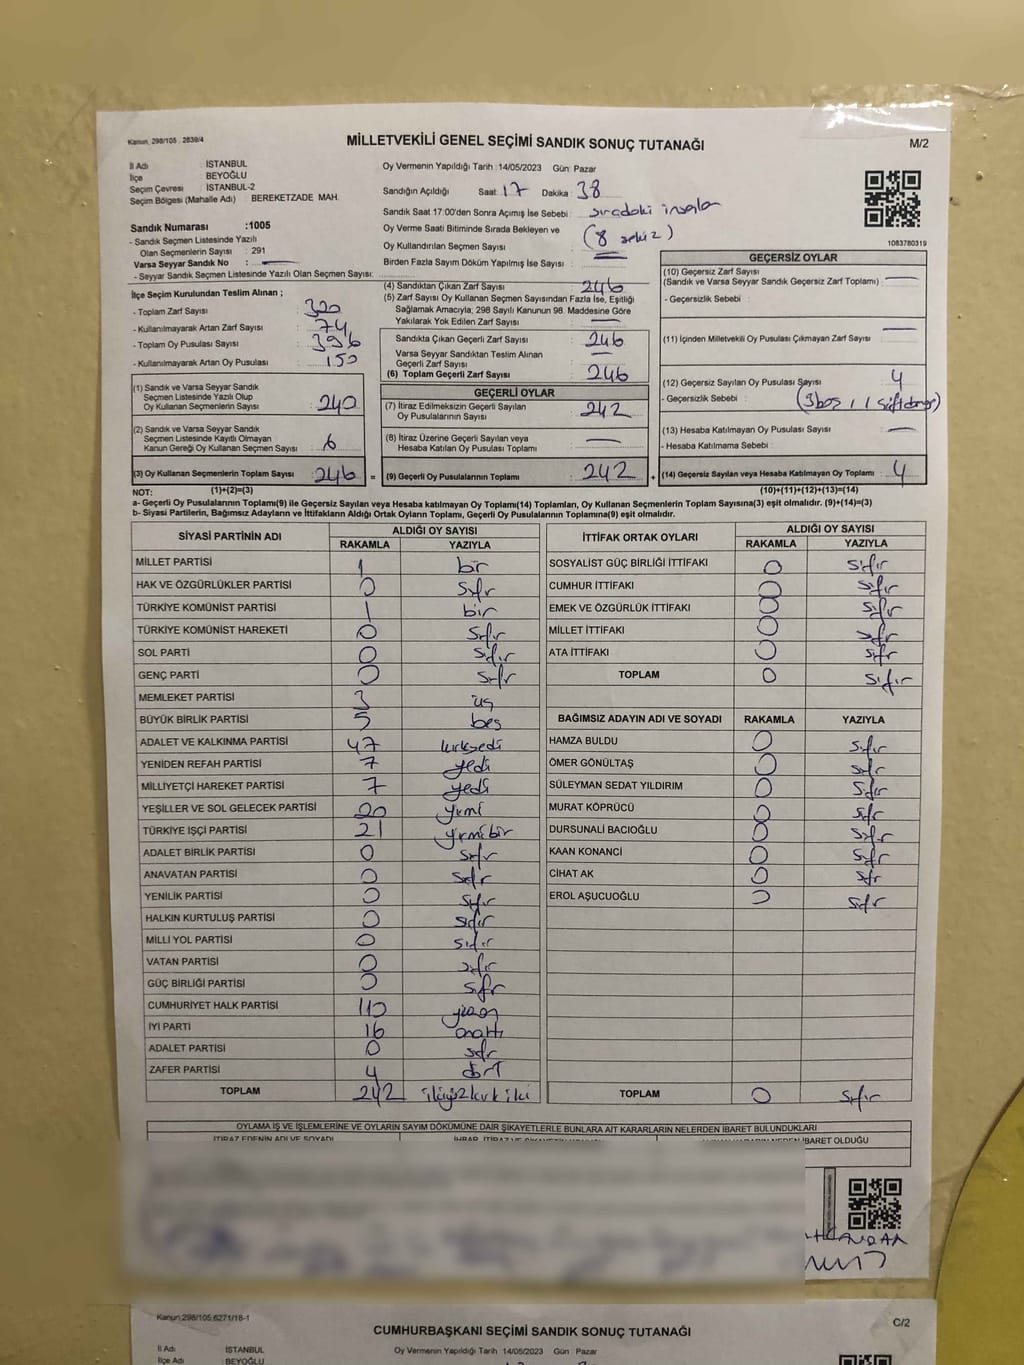 Kanun, 298/105 . 2839/4
MİLLETVEKİLİ GENEL SEÇİMİ SANDIK SONUÇ TUTANAĞI
M/2
İl Adı : İSTANBUL
İlçe : BEYOĞLU
Seçim Çevresi : İSTANBUL-2
Seçim Bölgesi (Mahalle Adı) : BEREKETZADE MAH.
Oy Vermenin Yapıldığı Tarih :14/05/2023 Gün: Pazar
Sandığın Açıldığı Saat: 17 Dakika: 38
Sandık Saat 17:00'den Sonra Açımış İse Sebebi : sıradaki insanlar
Oy Verme Saati Bitiminde Sırada Bekleyen ve
Oy Kullandırılan Seçmen Sayısı : (8 sekiz)
Birden Fazla Sayım Döküm Yapılmış İse Sayısı :
1083780319
Sandık Numarası :1005
- Sandık Seçmen Listesinde Yazılı
Olan Seçmenlerin Sayısı : 291
Varsa Seyyar Sandık No :
- Seyyar Sandık Seçmen Listesinde Yazılı Olan Seçmen Sayısı:
İlçe Seçim Kurulundan Teslim Alınan ;
- Toplam Zarf Sayısı : 320
- Kullanılmayarak Artan Zarf Sayısı : 74
- Toplam Oy Pusulası Sayısı : 396
- Kullanılmayarak Artan Oy Pusulası : 150
(1) Sandık ve Varsa Seyyar Sandık
Seçmen Listesinde Yazılı Olup
Oy Kullanan Seçmenlerin Sayısı : 240
(2) Sandık ve Varsa Seyyar Sandık
Seçmen Listesinde Kayıtlı Olmayan
Kanun Gereği Oy Kullanan Seçmen Sayısı : 6
(3) Oy Kullanan Seçmenlerin Toplam Sayısı : 246 =
(4) Sandıktan Çıkan Zarf Sayısı : 246
(5) Zarf Sayısı Oy Kullanan Seçmen Sayısından Fazla İse, Eşitliği
Sağlamak Amacıyla; 298 Sayılı Kanunun 98. Maddesine Göre
Yakılarak Yok Edilen Zarf Sayısı :
Sandıkta Çıkan Geçerli Zarf Sayısı : 246
Varsa Seyyar Sandıktan Teslim Alınan
Geçerli Zarf Sayısı :
(6) Toplam Geçerli Zarf Sayısı : 246
GEÇERLİ OYLAR
(7) İtiraz Edilmeksizin Geçerli Sayılan
Oy Pusulalarının Sayısı : 242
(8) İtiraz Üzerine Geçerli Sayılan veya
Hesaba Katılan Oy Pusulası Toplamı :
(9) Geçerli Oy Pusulalarının Toplamı : 242 +
GEÇERSİZ OYLAR
(10) Geçersiz Zarf Sayısı
(Sandık ve Varsa Seyyar Sandık Geçersiz Zarf Toplamı) :
- Geçersizlik Sebebi :
(11) İçinden Milletvekili Oy Pusulası Çıkmayan Zarf Sayısı :
(12) Geçersiz Sayılan Oy Pusulası Sayısı : 4
- Geçersizlik Sebebi : (3 boş, 1
(13) Hesaba Katılmayan Oy Pusulası Sayısı :
- Hesaba Katılmama Sebebi :
(14) Geçersiz Sayılan veya Hesaba Katılmayan Oy Toplamı : 4
NOT: (1)+(2)=(3) (10)+(11)+(12)+(13)=(14)
a- Geçerli Oy Pusulalarının Toplamı(9) ile Geçersiz Sayılan veya Hesaba katılmayan Oy Toplamı(14) Toplamları, Oy Kullanan Seçmenlerin Toplam Sayısına(3) eşit olmalıdır. (9)+(14)=(3)
b- Siyasi Partilerin, Bağımsız Adayların ve İttifakların Aldığı Ortak Oyların Toplamı, Geçerli Oy Pusulalarının Toplamına(9) eşit olmalıdır.
SİYASİ PARTİNİN ADI ALDIĞI OY SAYISI
RAKAMLA YAZIYLA
MİLLET PARTİSİ 1 bir
HAK VE ÖZGÜRLÜKLER PARTİSİ 0 sıfır
TÜRKİYE KOMÜNİST PARTİSİ 1 bir
TÜRKİYE KOMÜNİST HAREKETİ 0 sıfır
SOL PARTİ 0 sıfır
GENÇ PARTİ 0 sıfır
MEMLEKET PARTİSİ 3 üç
BÜYÜK BİRLİK PARTİSİ 5 beş
ADALET VE KALKINMA PARTİSİ 47 kırkyedi
YENİDEN REFAH PARTİSİ 7 yedi
MİLLİYETÇİ HAREKET PARTİSİ 7 yedi
YEŞİLLER VE SOL GELECEK PARTİSİ 20 yirmi
TÜRKİYE İŞÇİ PARTİSİ 21 yirmibir
ADALET BİRLİK PARTİSİ 0 sıfır
ANAVATAN PARTİSİ 0 sıfır
YENİLİK PARTİSİ 0 sıfır
HALKIN KURTULUŞ PARTİSİ 0 sıfır
MİLLİ YOL PARTİSİ 0 sıfır
VATAN PARTİSİ 0 sıfır
GÜÇ BİRLİĞİ PARTİSİ 0 sıfır
CUMHURİYET HALK PARTİSİ 110 yüzon
İYİ PARTİ 16 onaltı
ADALET PARTİSİ 0 sıfır
ZAFER PARTİSİ 4 dört
TOPLAM 242 ikiyüzkırkiki
İTTİFAK ORTAK OYLARI ALDIĞI OY SAYISI
RAKAMLA YAZIYLA
SOSYALİST GÜÇ BİRLİĞİ İTTİFAKI 0 sıfır
CUMHUR İTTİFAKI 0 sıfır
EMEK VE ÖZGÜRLÜK İTTİFAKI 0 sıfır
MİLLET İTTİFAKI 0 sıfır
ATA İTTİFAKI 0 sıfır
TOPLAM 0 sıfır
BAĞIMSIZ ADAYIN ADI VE SOYADI RAKAMLA YAZIYLA
HAMZA BULDU 0 sıfır
ÖMER GÖNÜLTAŞ 0 sıfır
SÜLEYMAN SEDAT YILDIRIM 0 sıfır
MURAT KÖPRÜCÜ 0 sıfır
DURSUNALİ BACIOĞLU 0 sıfır
KAAN KONANCİ 0 sıfır
CİHAT AK 0 sıfır
EROL AŞUCUOĞLU 0 sıfır
TOPLAM 0 sıfır
OYLAMA İŞ VE İŞLEMLERİNE VE OYLARIN SAYIM DÖKÜMÜNE DAİR ŞİKAYETLERLE BUNLARA AİT KARARLARIN NELERDEN İBARET BULUNDUKLARI
İTİRAZ EDENİN ADI VE SOYADI İBARET OLDUĞU
Kanun:298/105;6271/18-1
CUMHURBAŞKANI SEÇİMİ SANDIK SONUÇ TUTANAĞI
C/2
İl Adı : İSTANBUL Oy Vermenin Yapıldığı Tarih :14/05/2023 Gün: Pazar
İlçe Adı : BEYOĞLU